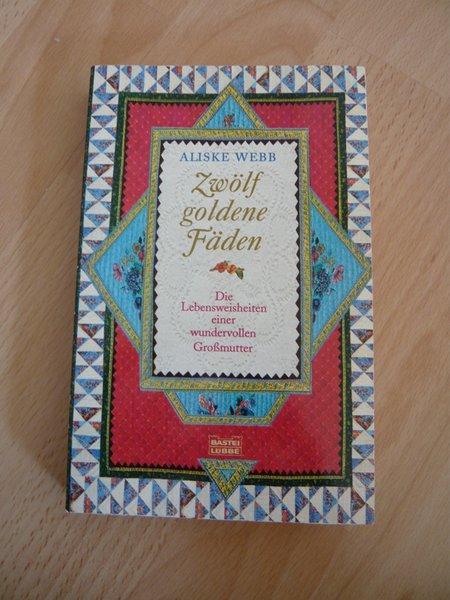 ALISKE WEBB
Zwölf
goldene
Fäden
Die
Lebensweisheiten
einer
wundervollen
Großmutter
BASTEI
LÜBBE